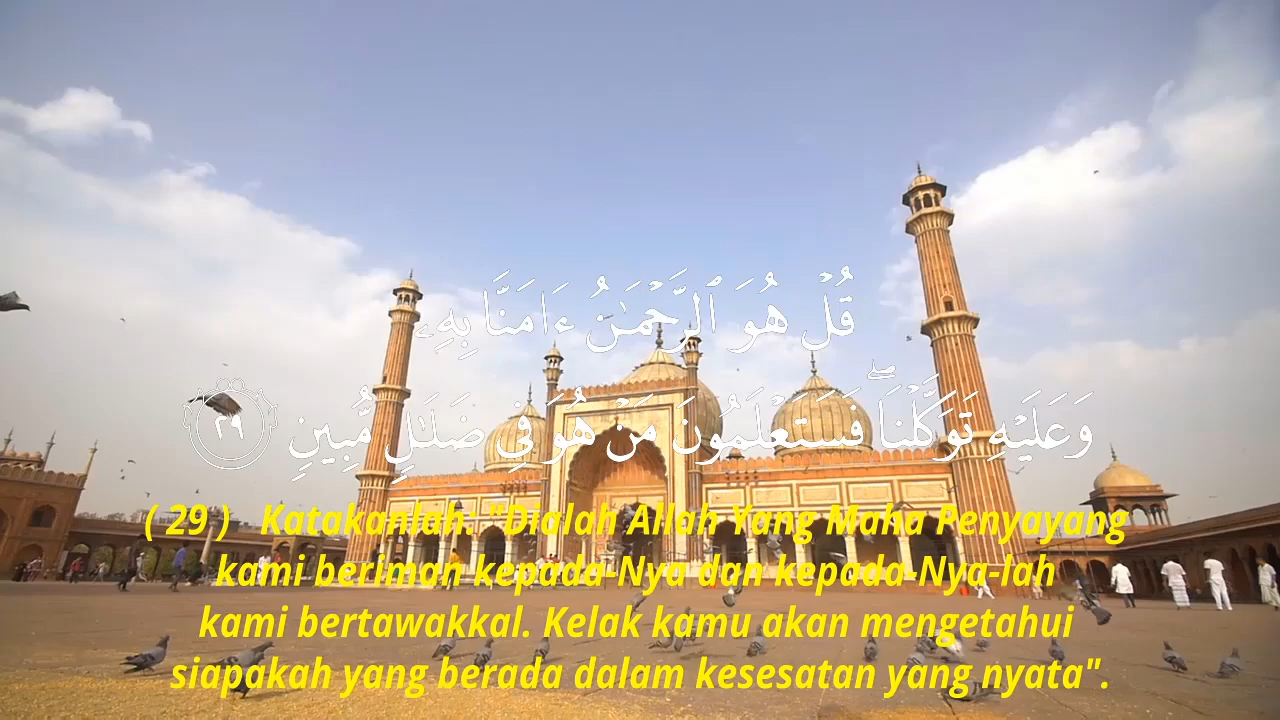 قُلْ هُوَ ٱلرَّحْمَٰنُ ءَامَنَّا بِهِۦ
وَعَلَيْهِ تَوَكَّلْنَا ۖ فَسَتَعْلَمُونَ مَنْ هُوَ فِى ضَلَٰلٍ مُّبِينٍ ٢٩
( 29 ) Katakanlah: "Dialah Allah Yang Maha Penyayang
kami beriman kepada-Nya dan kepada-Nya-lah
kami bertawakkal. Kelak kamu akan mengetahui
siapakah yang berada dalam kesesatan yang nyata".